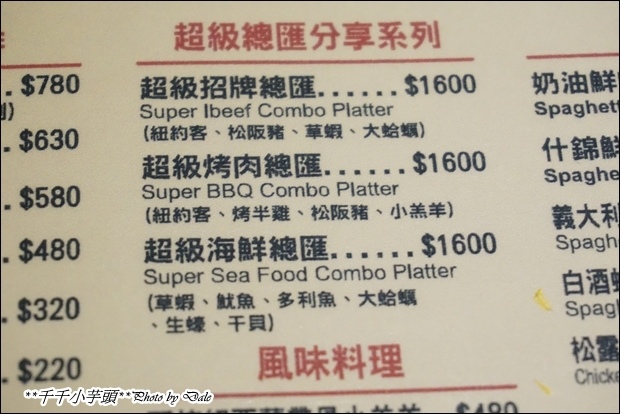 超級總匯分享系列
. $780
. $630
. $580
. $480
. $320
. $220
超級招牌總匯...... $1600
Super Ibeef Combo Platter
(紐約客、松阪豬、草蝦、大蛤蠣)
超級烤肉總匯...... $1600
Super BBQ Combo Platter
(紐約客、烤半雞、松阪豬、小羔羊)
超級海鮮總匯...... $1600
Super Sea Food Combo Platter
(草蝦、魷魚、多利魚、大蛤蠣
、生蠔、干貝)
風味料理
$480
奶油鮮
Spaghett
什錦鮮
Spaghe
義大利
Spagh
白酒
Spag
松露
Chicke
**千千小芋頭**Photo by Dale